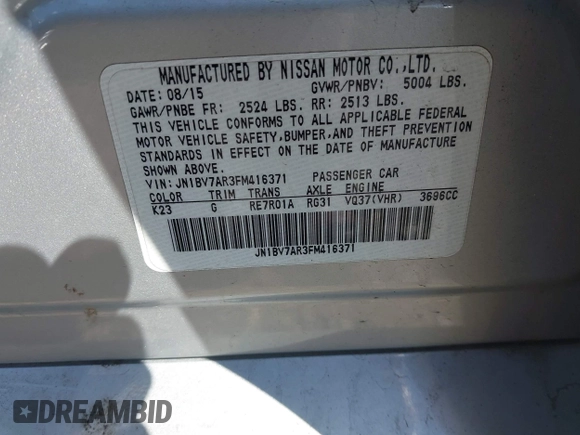 MANUFACTURED BY NISSAN MOTOR CO.,LTD.
DATE: 08/15 GVWR/PNBV: 5004 LBS.
GAWR/PNBE FR: 2524 LBS. RR: 2513 LBS.
THIS VEHICLE CONFORMS TO ALL APPLICABLE FEDERAL
MOTOR VEHICLE SAFETY,BUMPER,AND THEFT PREVENTION
STANDARDS IN EFFECT ON THE DATE OF MANUFACTURE
SHOWN ABOVE.
VIN: JN1BV7AR3FM416371 PASSENGER CAR
COLOR TRIM TRANS AXLE ENGINE
K23 G RE7R01A RG31 VQ37(VHR) 3696CC
JN1BV7AR3FM416371
DREAMBID